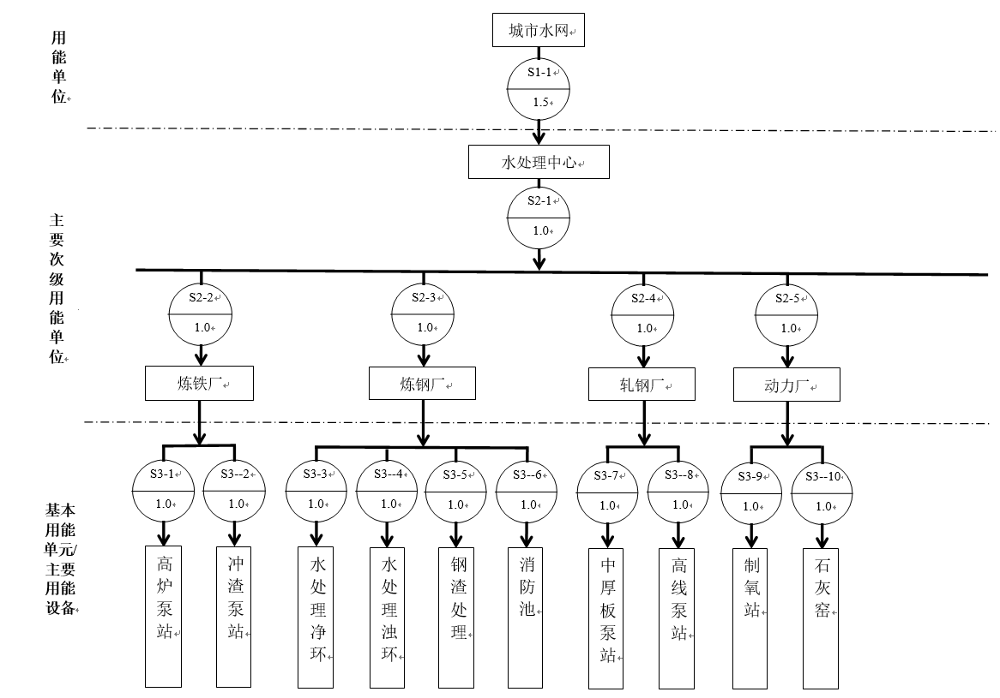 用能单位
城市水网
S1-1
1.5
主要次级用能单位
水处理中心
S2-1
1.0
S2-2
1.0
S2-3
1.0
S2-4
1.0
S2-5
1.0
炼铁厂
炼钢厂
轧钢厂
动力厂
基本
用能
单元/
主要
用能
设备
S3-1
1.0
S3--2
1.0
S3-3
1.0
S3--4
1.0
S3-5
1.0
S3--6
1.0
S3-7
1.0
S3--8
1.0
S3-9
1.0
S3--10
1.0
高炉泵站
冲渣泵站
水处理净环
水处理浊环
钢渣处理
消防池
中厚板泵站
高线泵站
制氧站
石灰窑